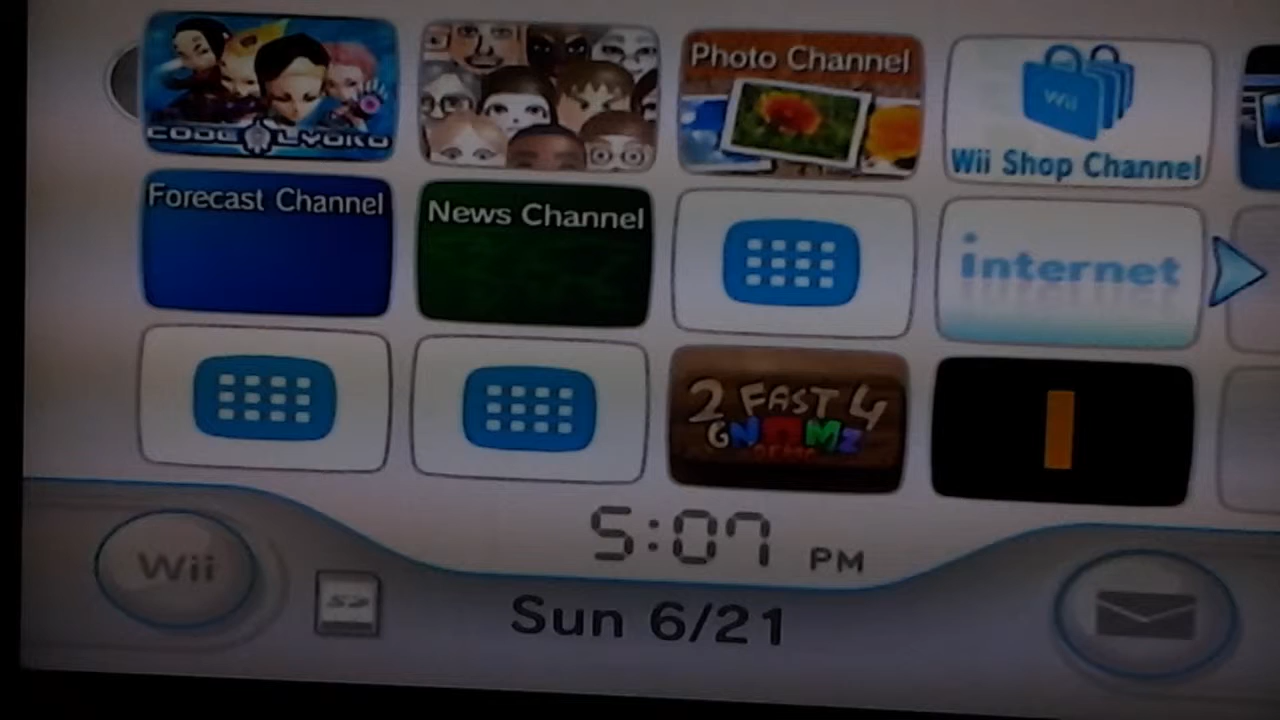 CODE LYOKO
Photo Channel
Wii
Wii Shop Channel
Forecast Channel
News Channel
internet
2 FAST 4
GNOMZ
DEMO
5:07 PM
Wii
SD
Sun 6/21